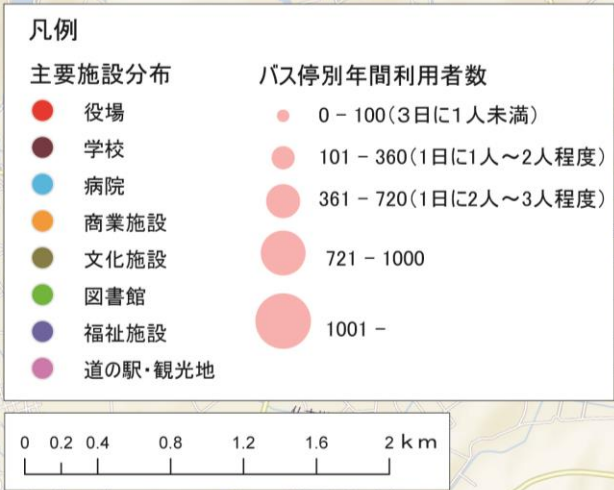 凡例
主要施設分布
役場
学校
病院
商業施設
文化施設
図書館
福祉施設
道の駅・観光地
バス停別年間利用者数
0 - 100(3日に1人未満)
101 - 360(1日に1人～2人程度)
361 - 720(1日に2人～3人程度)
721 - 1000
1001 -
0 0.2 0.4 0.8 1.2 1.6 2 km